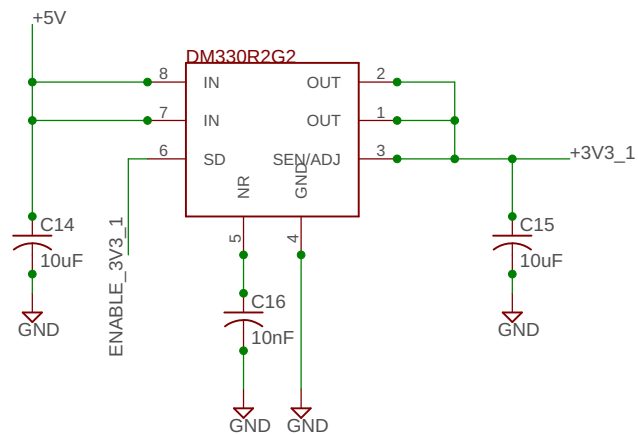 +5V
DM330R2G2
8
IN
OUT
2
7
IN
OUT
1
6
SD
SEN/ADJ
3
+3V3_1
NR
GND
5
4
C14
10uF
ENABLE_3V3_1
C15
10uF
C16
10nF
GND
GND
GND
GND